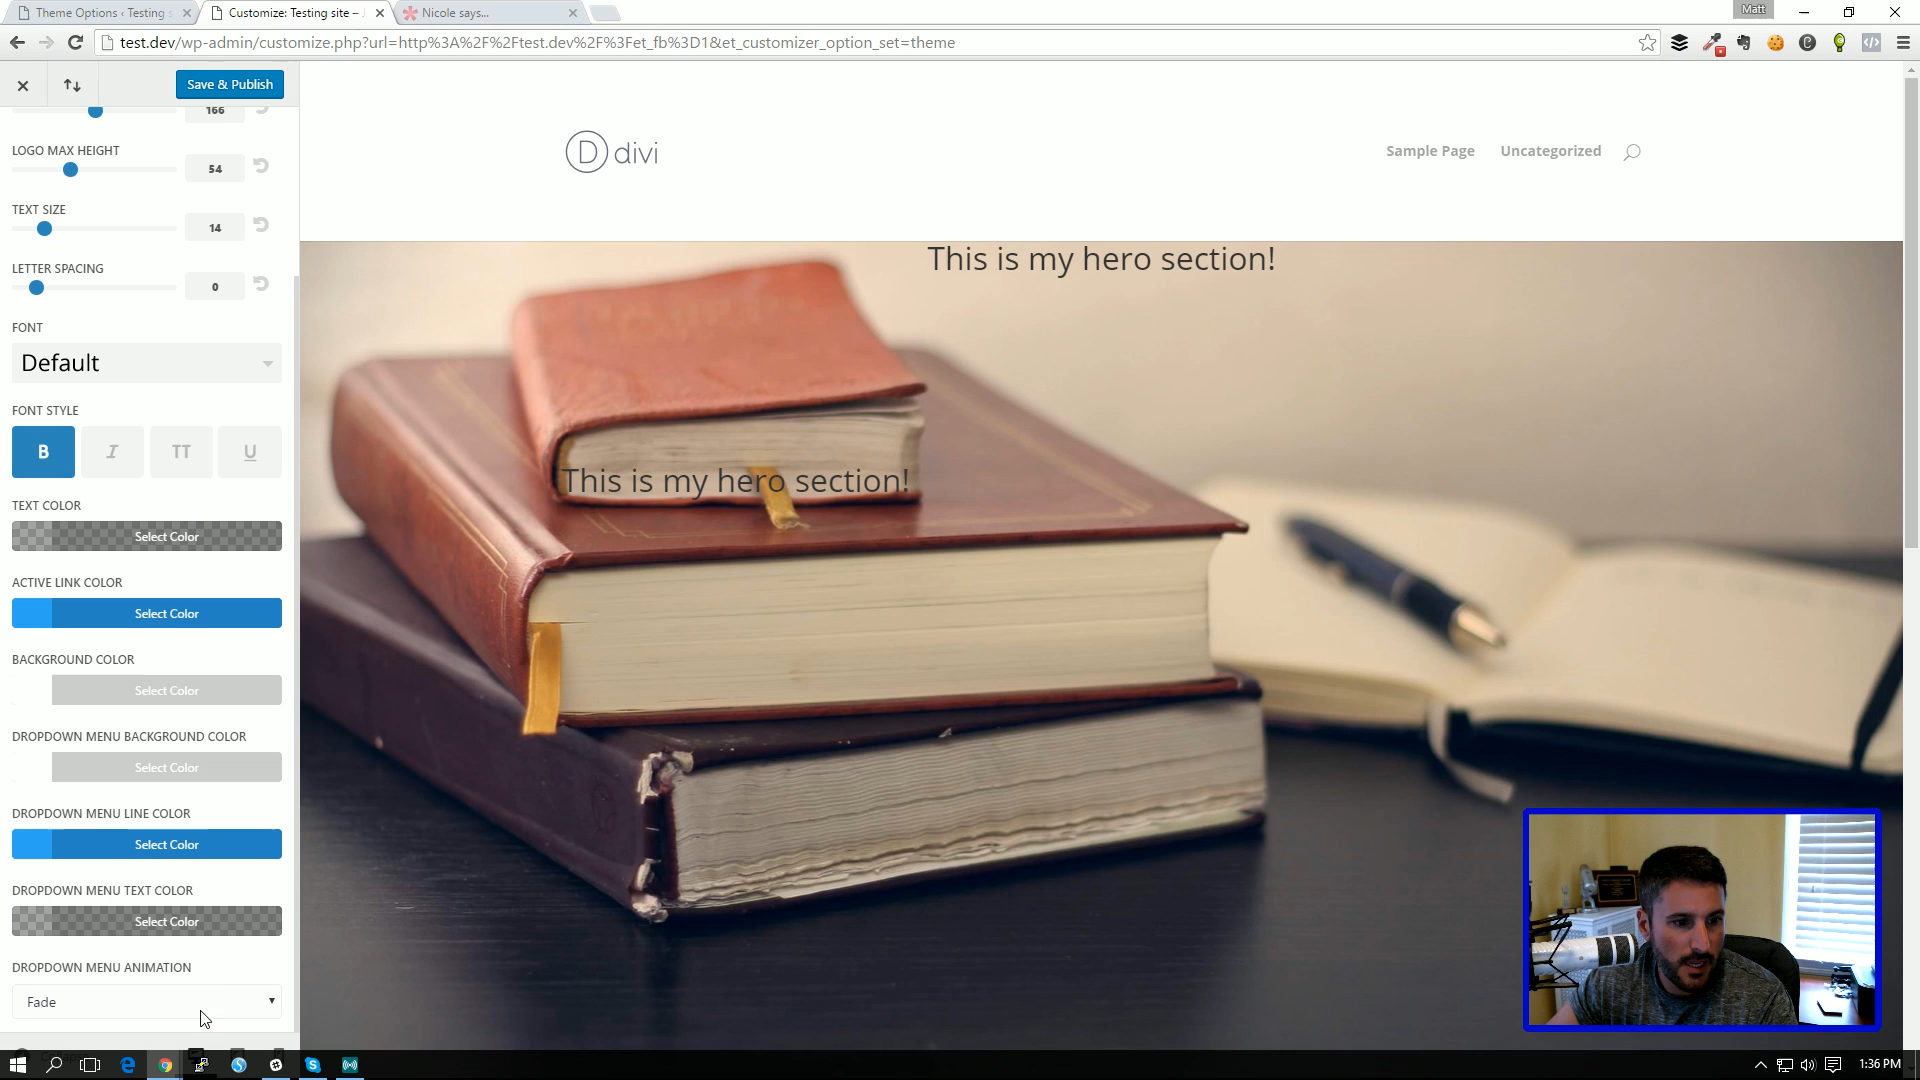 Theme Options ‹ Testing s
Customize: Testing site –
Nicole says...
Matt
test.dev/wp-admin/customize.php?url=http%3A%2F%2Ftest.dev%2F%3Fet_fb%3D1&et_customizer_option_set=theme
Save & Publish
166
LOGO MAX HEIGHT
54
TEXT SIZE
14
LETTER SPACING
0
FONT
Default
FONT STYLE
B I TT U
TEXT COLOR
Select Color
ACTIVE LINK COLOR
Select Color
BACKGROUND COLOR
Select Color
DROPDOWN MENU BACKGROUND COLOR
Select Color
DROPDOWN MENU LINE COLOR
Select Color
DROPDOWN MENU TEXT COLOR
Select Color
DROPDOWN MENU ANIMATION
Fade
D divi
Sample Page
Uncategorized
This is my hero section!
This is my hero section!
1:36 PM